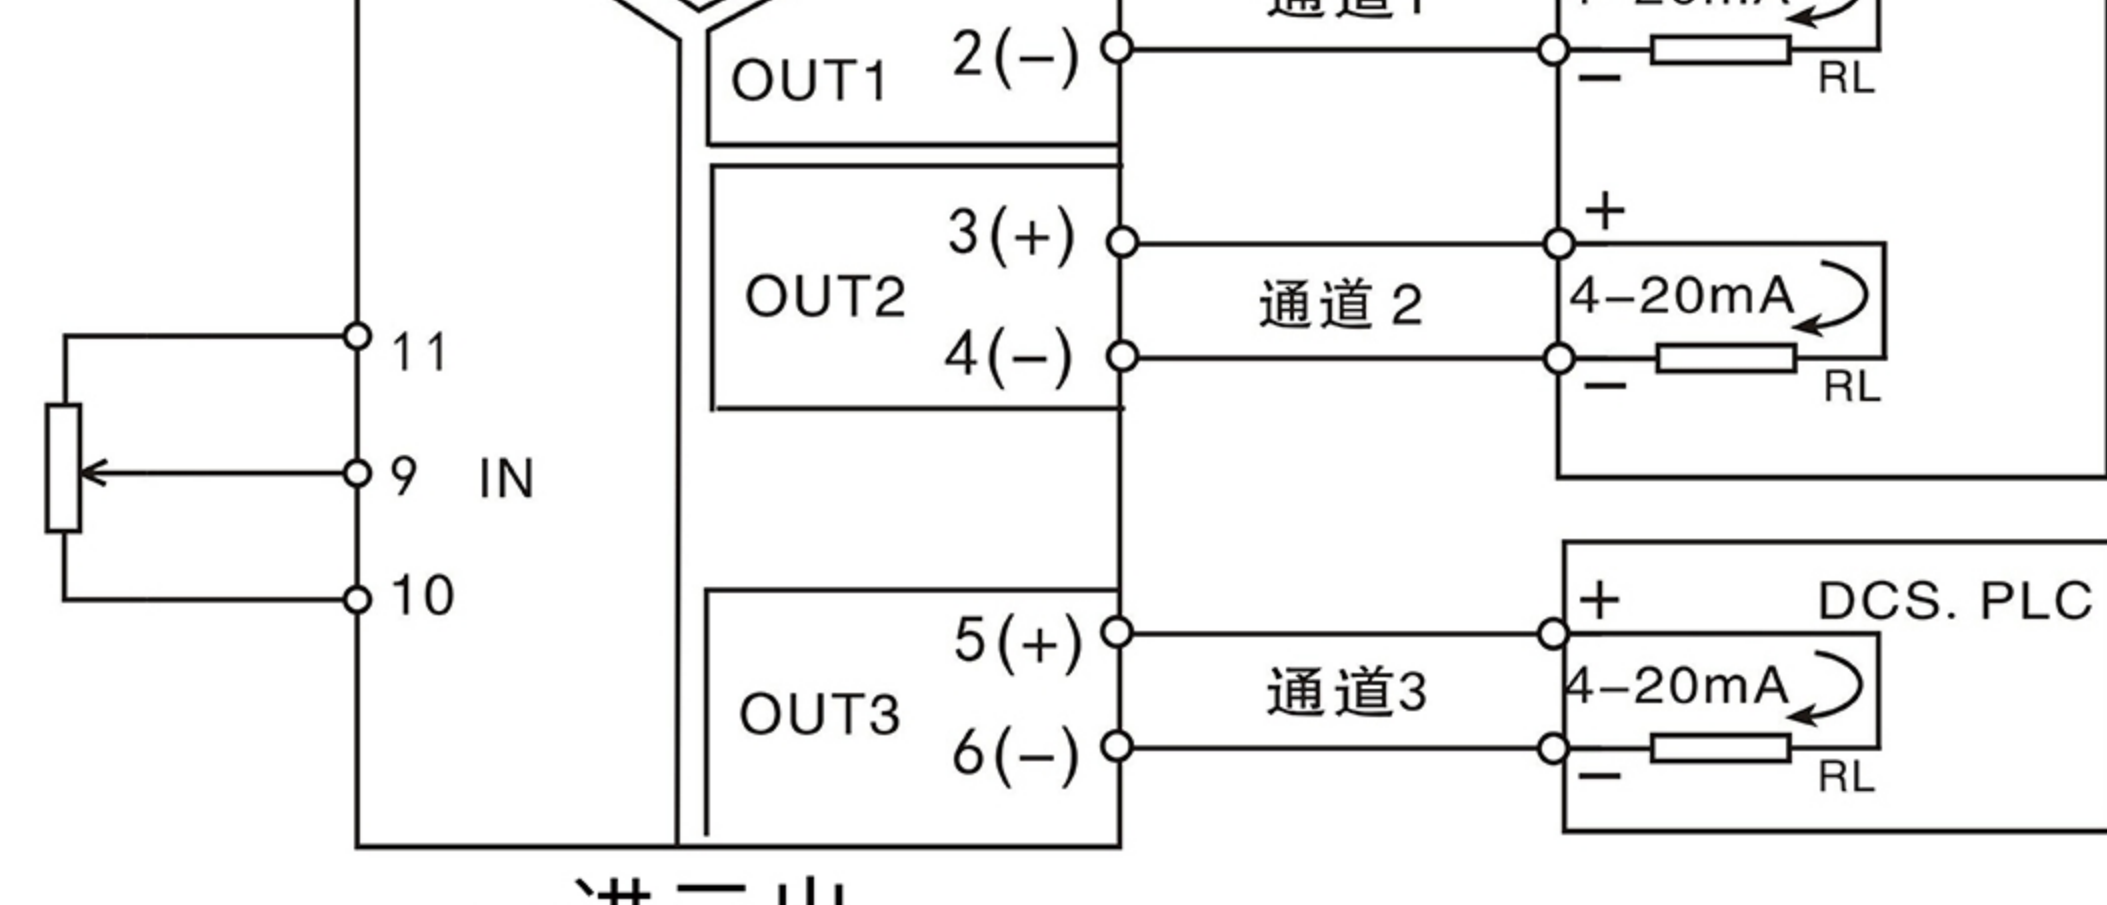 2(−)
OUT1
−
RL
3(+)
+
OUT2
通道 2
4−20mA
4(−)
−
RL
11
9 IN
10
5(+)
+
DCS. PLC
OUT3
通道3
4−20mA
6(−)
−
RL